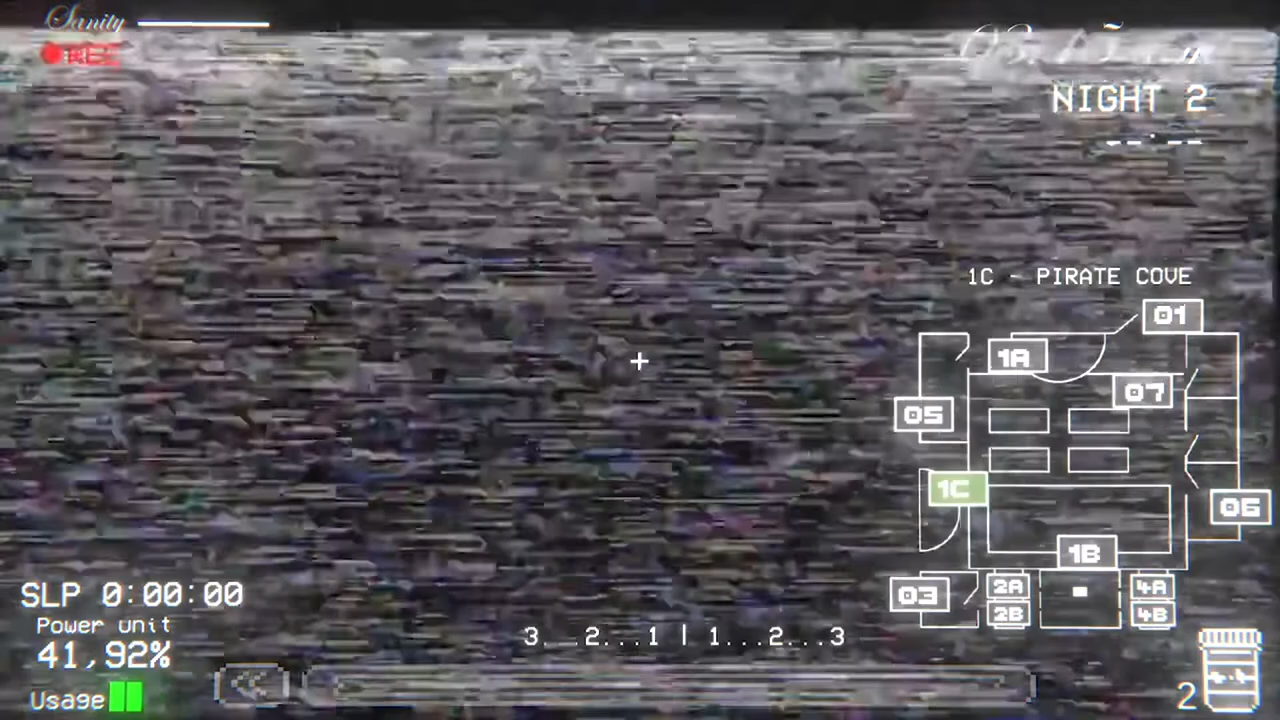 Sanity
REC
NIGHT 2
1C - PIRATE COVE
01
1A
07
05
1C
06
1B
03
2A
4A
2B
4B
SLP 0:00:00
Power unit
41,92%
Usage
3...2...1 | 1...2...3
2